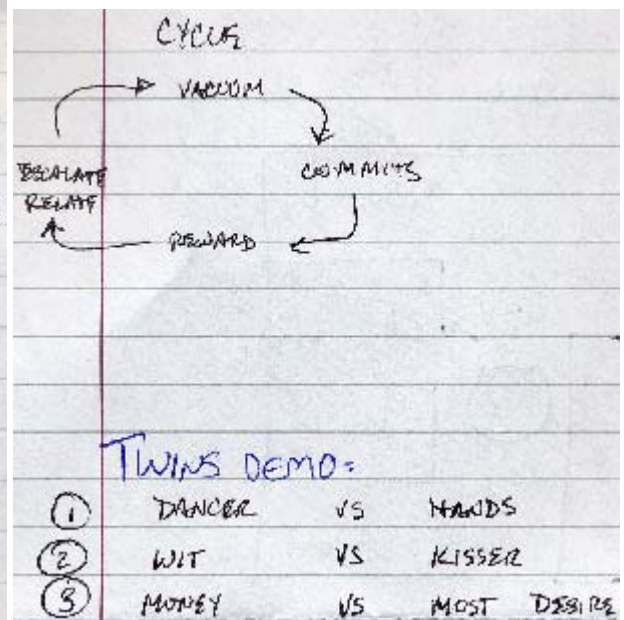 CYCLE
VACUUM
ESCALATE
RELATE
COMMITS
REWARD
TWINS DEMO:
① DANCER VS HANDS
② WIT VS KISSER
③ MONEY VS MOST DESIRE